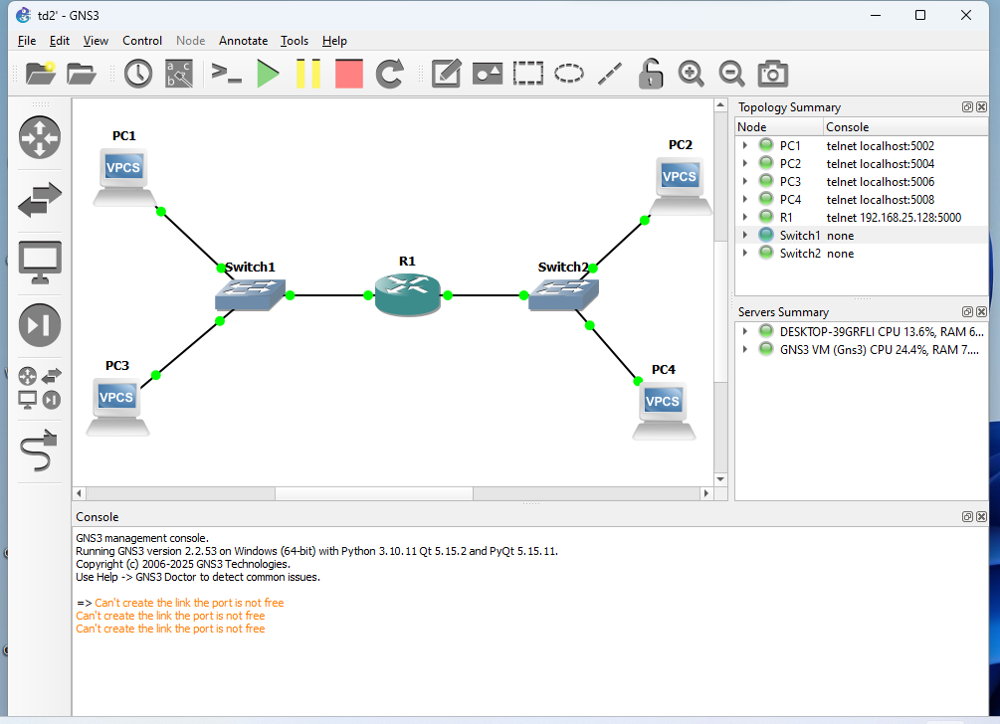 td2' - GNS3
File Edit View Control Node Annotate Tools Help
PC1
VPCS
PC2
VPCS
Switch1
R1
Switch2
PC3
VPCS
PC4
VPCS
Topology Summary
Node Console
PC1 telnet localhost:5002
PC2 telnet localhost:5004
PC3 telnet localhost:5006
PC4 telnet localhost:5008
R1 telnet 192.168.25.128:5000
Switch1 none
Switch2 none
Servers Summary
DESKTOP-39GRFLI CPU 13.6%, RAM 6...
GNS3 VM (Gns3) CPU 24.4%, RAM 7....
Console
GNS3 management console.
Running GNS3 version 2.2.53 on Windows (64-bit) with Python 3.10.11 Qt 5.15.2 and PyQt 5.15.11.
Copyright (c) 2006-2025 GNS3 Technologies.
Use Help -> GNS3 Doctor to detect common issues.
=> Can't create the link the port is not free
Can't create the link the port is not free
Can't create the link the port is not free